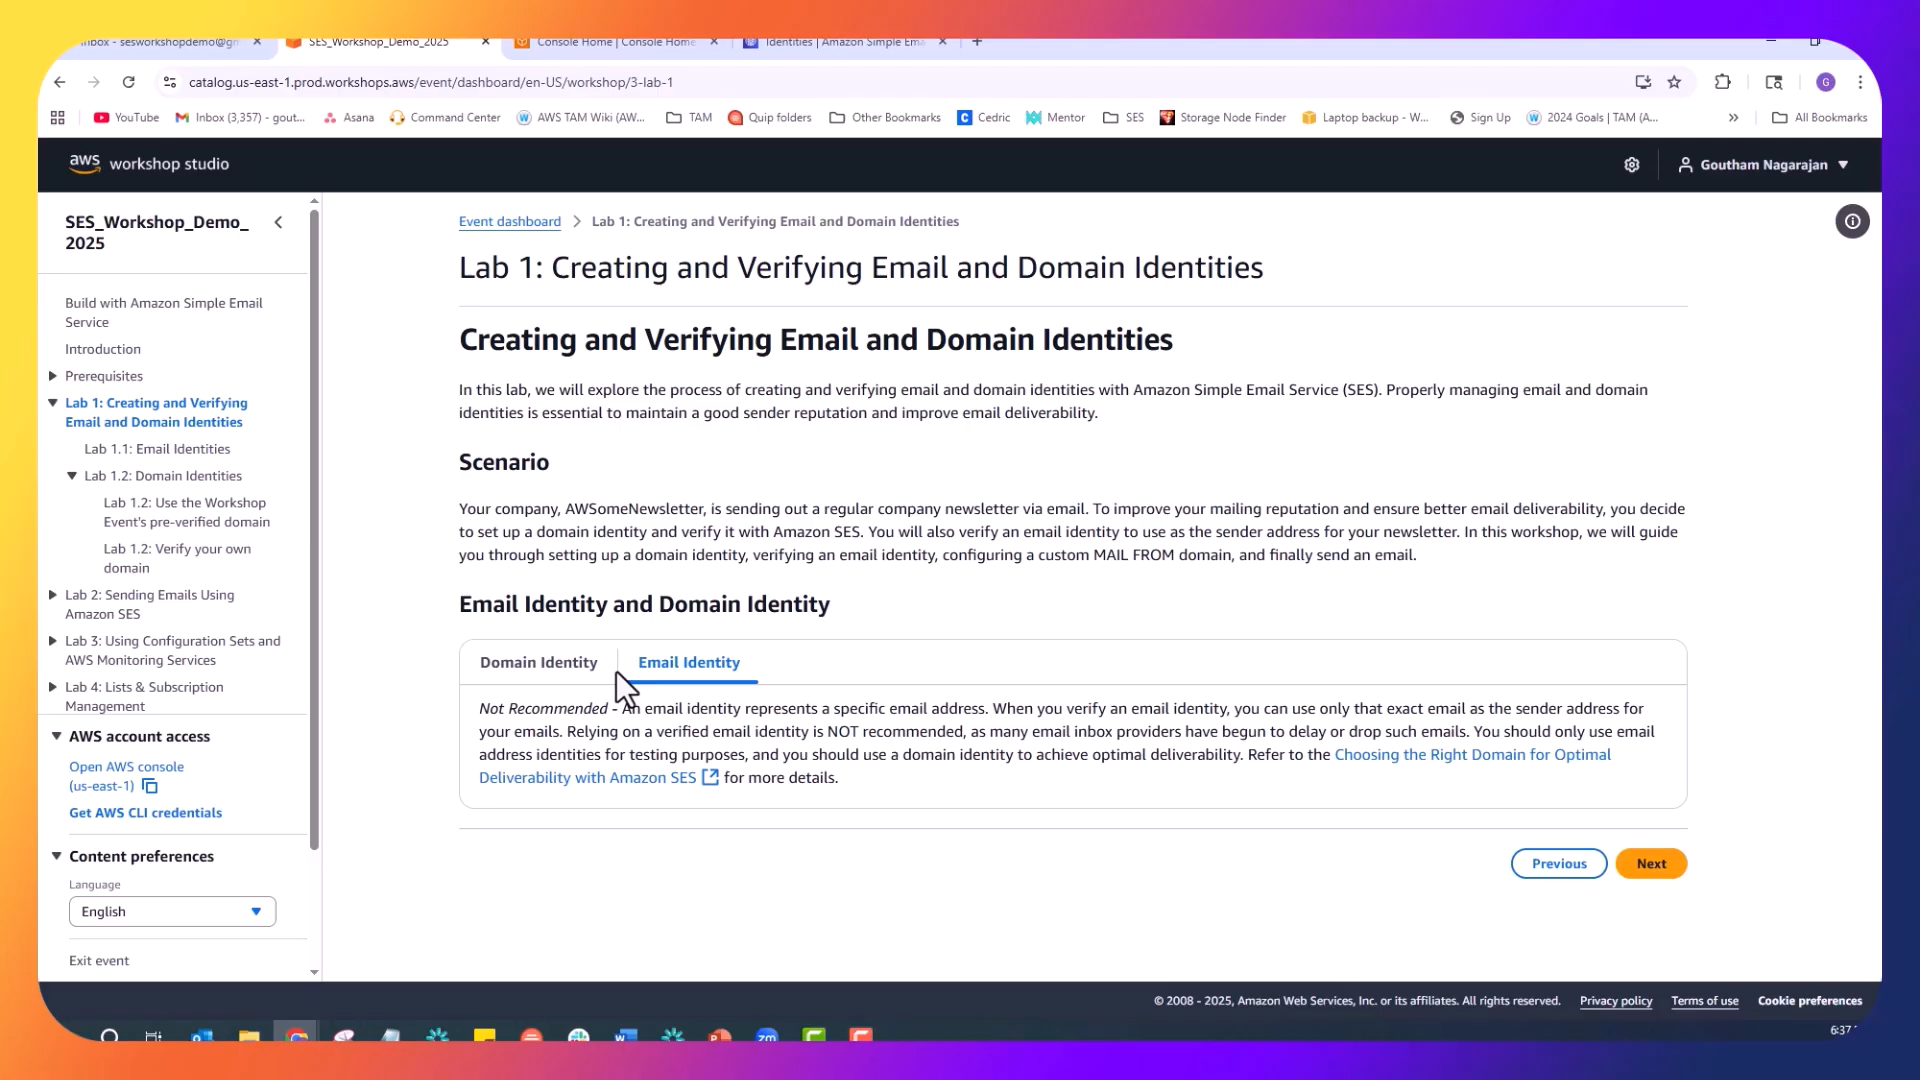 Inbox - sesworkshopdemo@gm
SES_Workshop_Demo_2025
Console Home | Console Home
Identities | Amazon Simple Ema
catalog.us-east-1.prod.workshops.aws/event/dashboard/en-US/workshop/3-lab-1
G
YouTube
Inbox (3,357) - gout...
Asana
Command Center
AWS TAM Wiki (AW...
TAM
Quip folders
Other Bookmarks
Cedric
Mentor
SES
Storage Node Finder
Laptop backup - W...
Sign Up
2024 Goals | TAM (A...
All Bookmarks
aws workshop studio
Goutham Nagarajan
SES_Workshop_Demo_
2025
Build with Amazon Simple Email
Service
Introduction
Prerequisites
Lab 1: Creating and Verifying
Email and Domain Identities
Lab 1.1: Email Identities
Lab 1.2: Domain Identities
Lab 1.2: Use the Workshop
Event's pre-verified domain
Lab 1.2: Verify your own
domain
Lab 2: Sending Emails Using
Amazon SES
Lab 3: Using Configuration Sets and
AWS Monitoring Services
Lab 4: Lists & Subscription
Management
AWS account access
Open AWS console
(us-east-1)
Get AWS CLI credentials
Content preferences
Language
English
Exit event
Event dashboard > Lab 1: Creating and Verifying Email and Domain Identities
Lab 1: Creating and Verifying Email and Domain Identities
Creating and Verifying Email and Domain Identities
In this lab, we will explore the process of creating and verifying email and domain identities with Amazon Simple Email Service (SES). Properly managing email and domain
identities is essential to maintain a good sender reputation and improve email deliverability.
Scenario
Your company, AWSomeNewsletter, is sending out a regular company newsletter via email. To improve your mailing reputation and ensure better email deliverability, you decide
to set up a domain identity and verify it with Amazon SES. You will also verify an email identity to use as the sender address for your newsletter. In this workshop, we will guide
you through setting up a domain identity, verifying an email identity, configuring a custom MAIL FROM domain, and finally send an email.
Email Identity and Domain Identity
Domain Identity
Email Identity
Not Recommended - An email identity represents a specific email address. When you verify an email identity, you can use only that exact email as the sender address for
your emails. Relying on a verified email identity is NOT recommended, as many email inbox providers have begun to delay or drop such emails. You should only use email
address identities for testing purposes, and you should use a domain identity to achieve optimal deliverability. Refer to the Choosing the Right Domain for Optimal
Deliverability with Amazon SES for more details.
Previous
Next
© 2008 - 2025, Amazon Web Services, Inc. or its affiliates. All rights reserved.
Privacy policy
Terms of use
Cookie preferences
zm
6:37